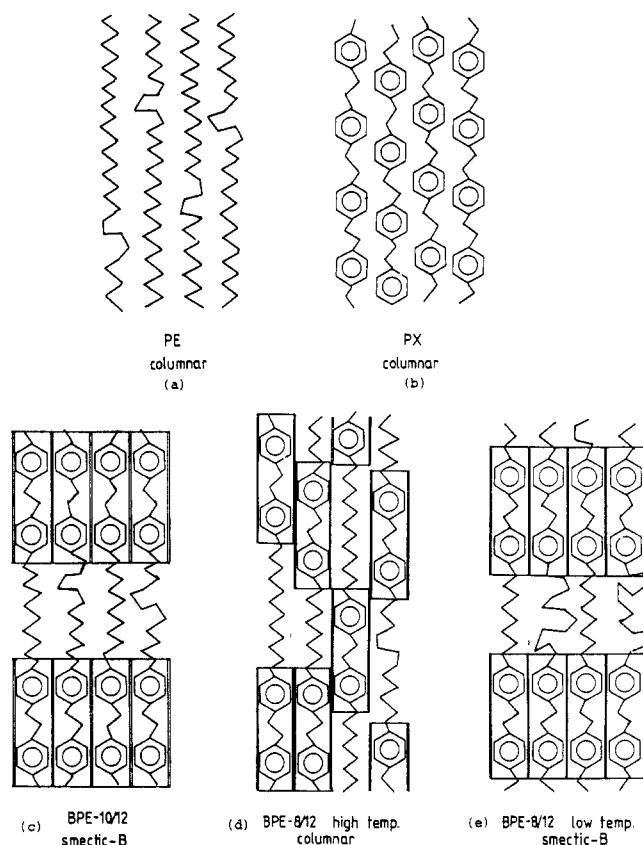 PE
columnar
(a)
PX
columnar
(b)
(c) BPE-10/12
smectic-B
(d) BPE-8/12 high temp.
columnar
(e) BPE-8/12 low temp.
smectic-B